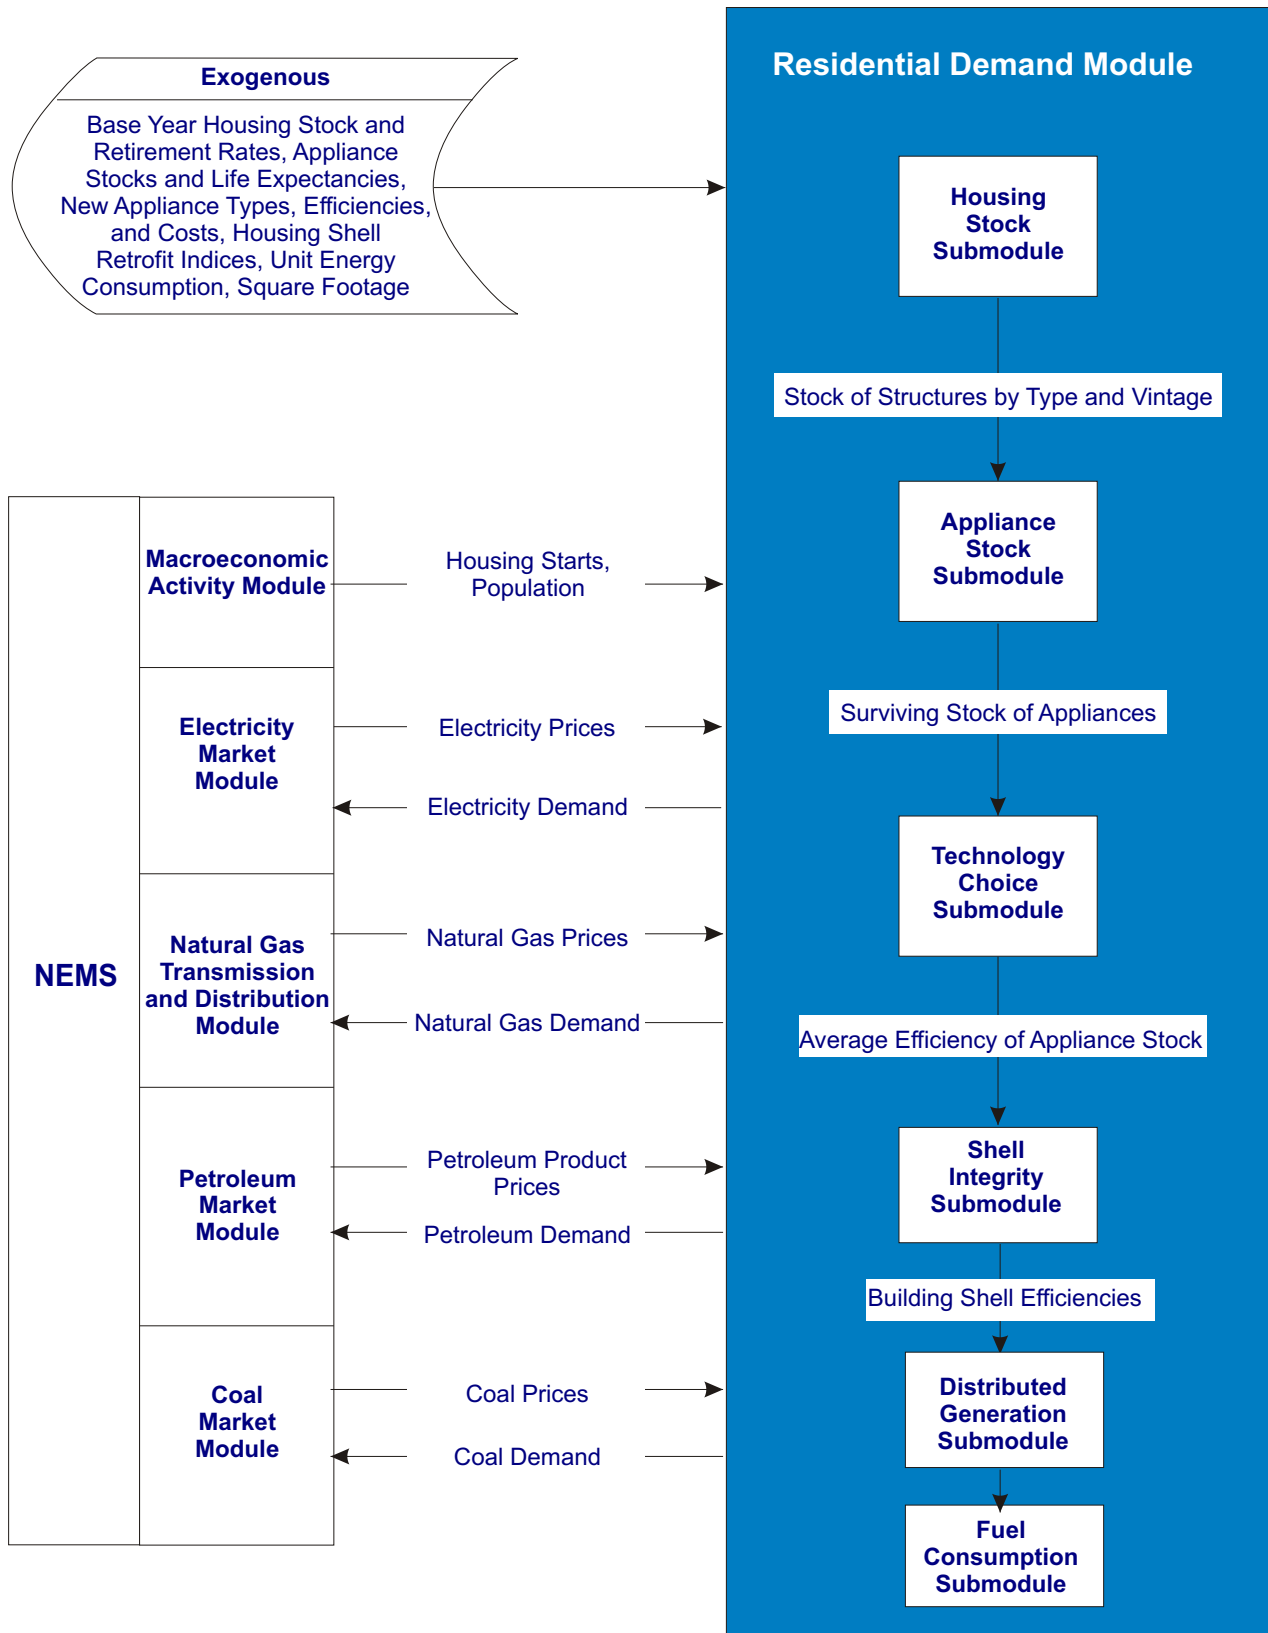 Exogenous
Base Year Housing Stock and
Retirement Rates, Appliance
Stocks and Life Expectancies,
New Appliance Types, Efficiencies,
and Costs, Housing Shell
Retrofit Indices, Unit Energy
Consumption, Square Footage
NEMS
Macroeconomic
Activity Module
Housing Starts,
Population
Electricity
Market
Module
Electricity Prices
Electricity Demand
Natural Gas
Transmission
and Distribution
Module
Natural Gas Prices
Natural Gas Demand
Petroleum
Market
Module
Petroleum Product
Prices
Petroleum Demand
Coal
Market
Module
Coal Prices
Coal Demand
Residential Demand Module
Housing
Stock
Submodule
Stock of Structures by Type and Vintage
Appliance
Stock
Submodule
Surviving Stock of Appliances
Technology
Choice
Submodule
Average Efficiency of Appliance Stock
Shell
Integrity
Submodule
Building Shell Efficiencies
Distributed
Generation
Submodule
Fuel
Consumption
Submodule